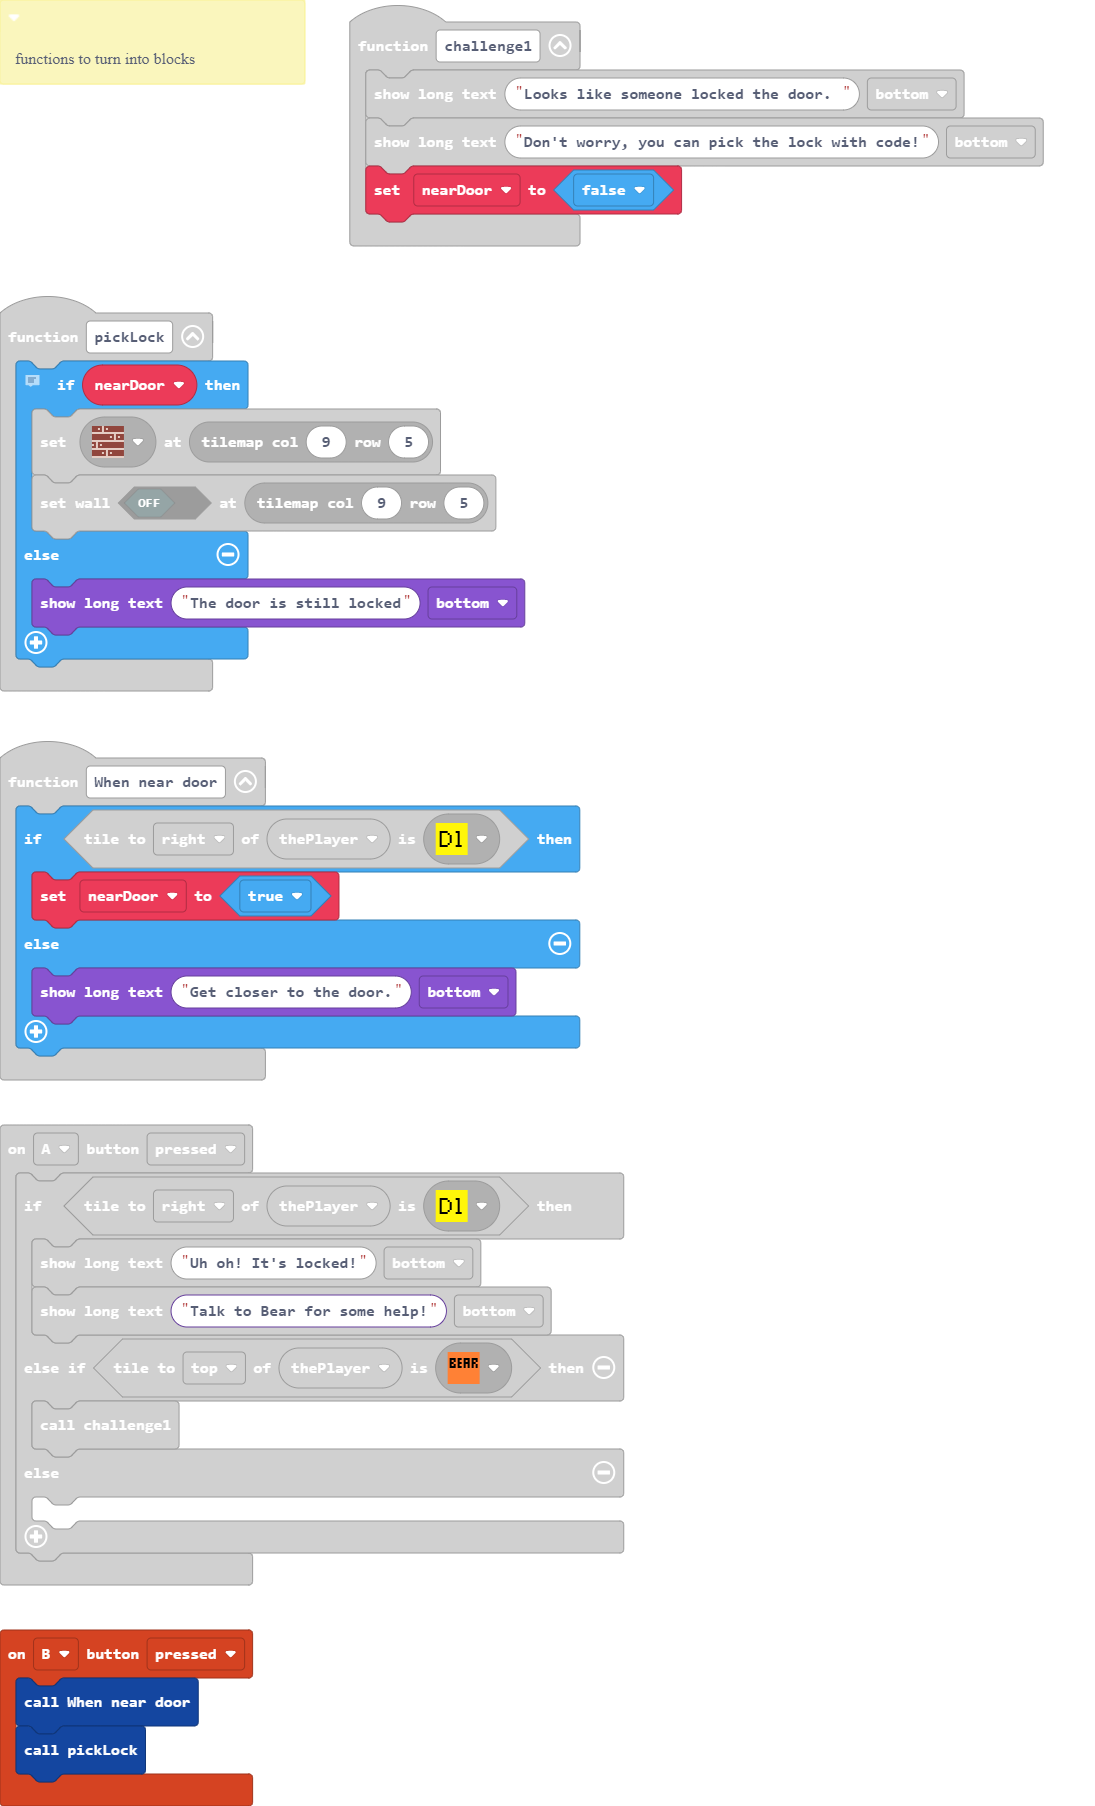 functions to turn into blocks
function challenge1
show long text "Looks like someone locked the door. " bottom
show long text "Don't worry, you can pick the lock with code!" bottom
set nearDoor to false
function pickLock
if nearDoor then
set at tilemap col 9 row 5
set wall OFF at tilemap col 9 row 5
else
show long text "The door is still locked" bottom
function When near door
if tile to right of thePlayer is D1 then
set nearDoor to true
else
show long text "Get closer to the door." bottom
on A button pressed
if tile to right of thePlayer is D1 then
show long text "Uh oh! It's locked!" bottom
show long text "Talk to Bear for some help!" bottom
else if tile to top of thePlayer is BEAR then
call challenge1
else
on B button pressed
call When near door
call pickLock